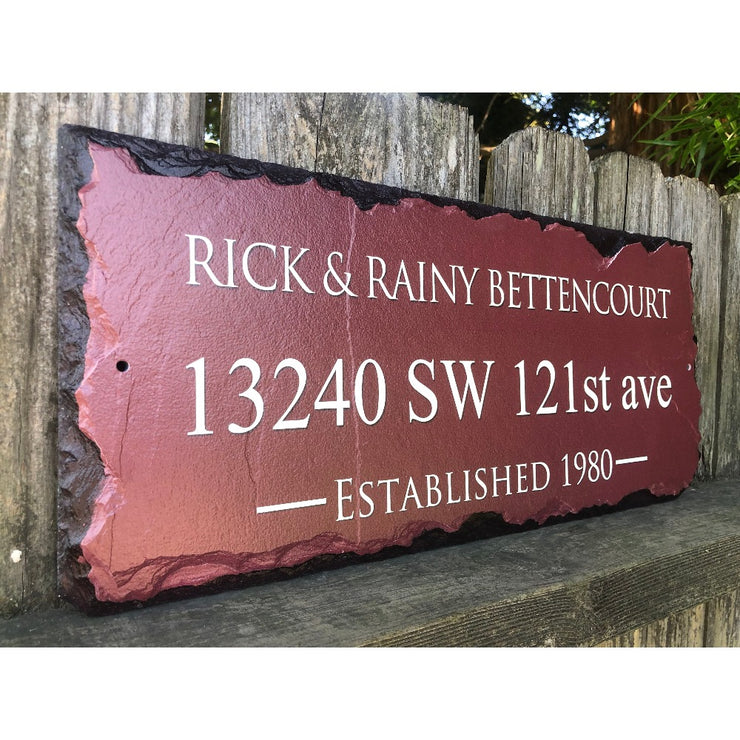 RICK & RAINY BETTENCOURT
13240 SW 121st ave
—ESTABLISHED 1980—